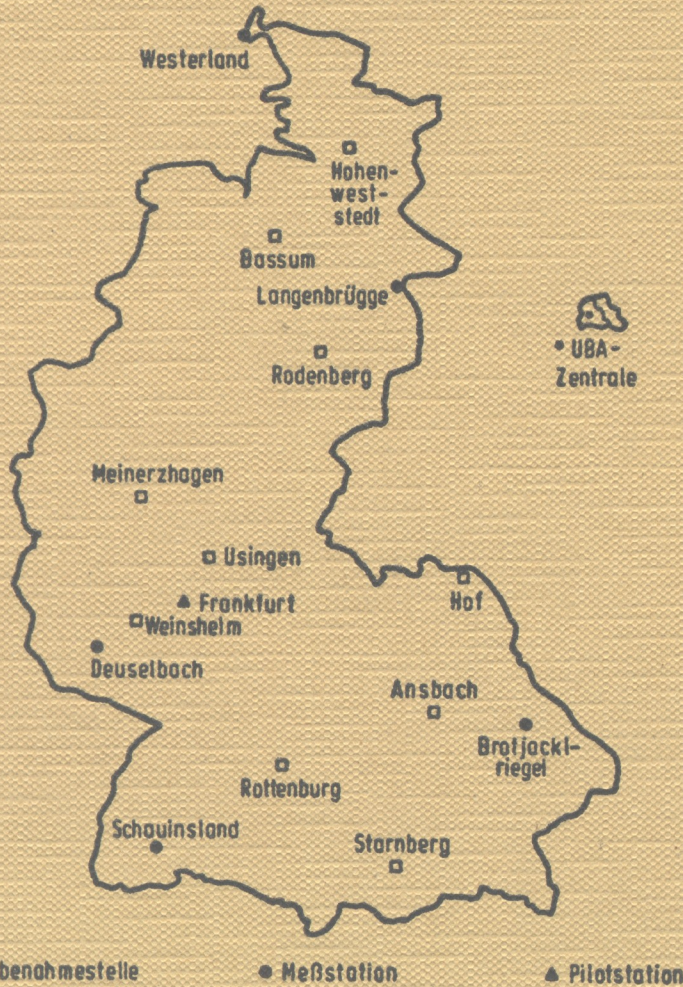 Westerland
Hohen-
west-
stedt
Bassum
Langenbrügge
UBA-
Zentrale
Rodenberg
Meinerzhagen
Usingen
Frankfurt
Hof
Weinsheim
Deuselbach
Ansbach
Brotjackl-
riegel
Rottenburg
Schauinsland
Starnberg
benahmestelle
Meßstation
Pilotstation